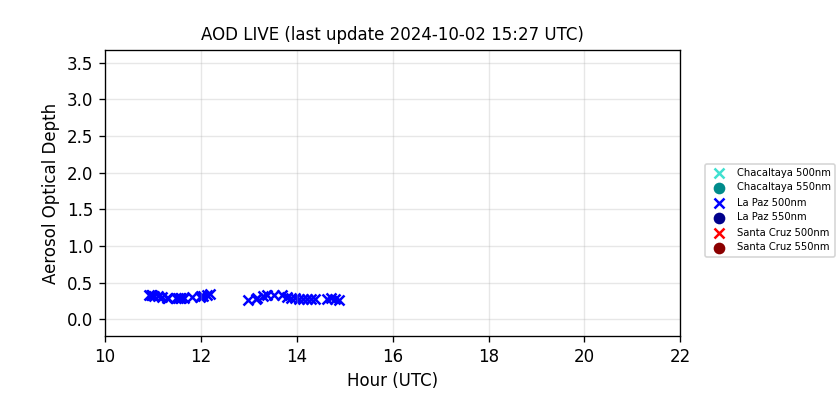 AOD LIVE (last update 2024-10-02 15:27 UTC)
Aerosol Optical Depth
3.5
3.0
2.5
2.0
1.5
1.0
0.5
0.0
10 12 14 16 18 20 22
Hour (UTC)
Chacaltaya 500nm
Chacaltaya 550nm
La Paz 500nm
La Paz 550nm
Santa Cruz 500nm
Santa Cruz 550nm